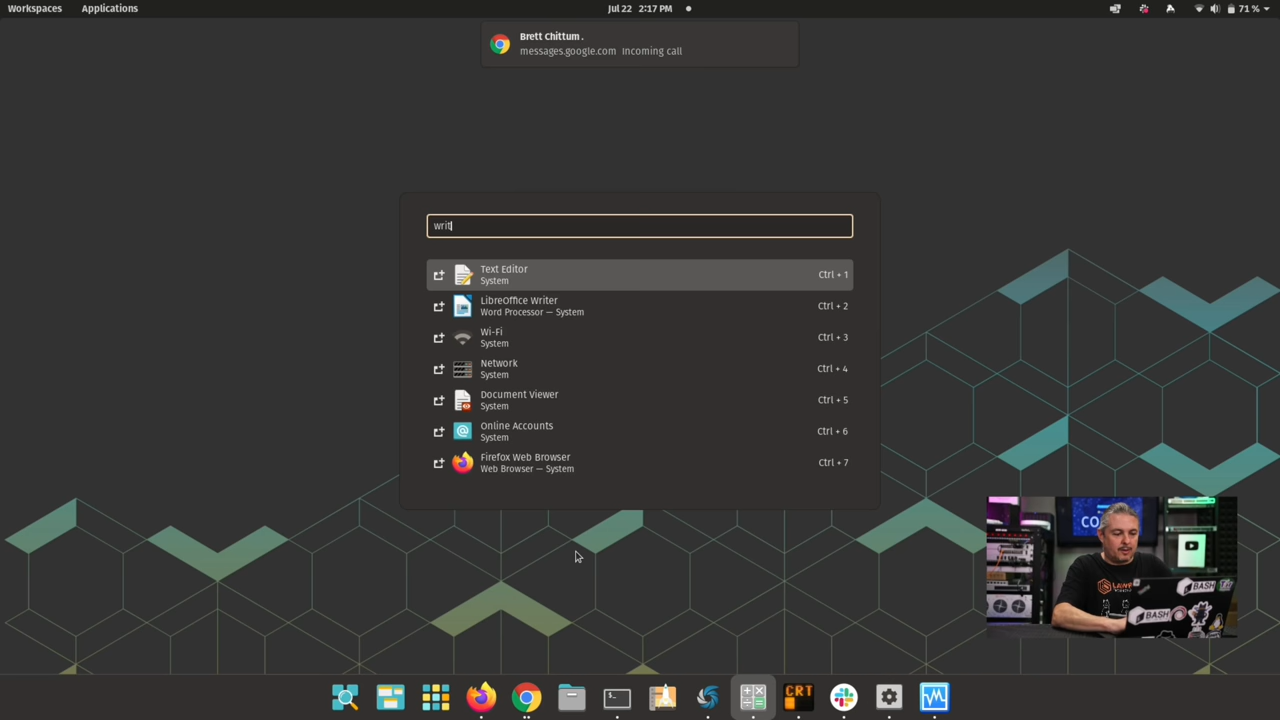 Workspaces Applications Jul 22 2:17 PM 71 %
Brett Chittum .
messages.google.com Incoming call
writ
Text Editor
System
Ctrl + 1
LibreOffice Writer
Word Processor — System
Ctrl + 2
Wi-Fi
System
Ctrl + 3
Network
System
Ctrl + 4
Document Viewer
System
Ctrl + 5
Online Accounts
System
Ctrl + 6
Firefox Web Browser
Web Browser — System
Ctrl + 7
BASH
BASH
CRT